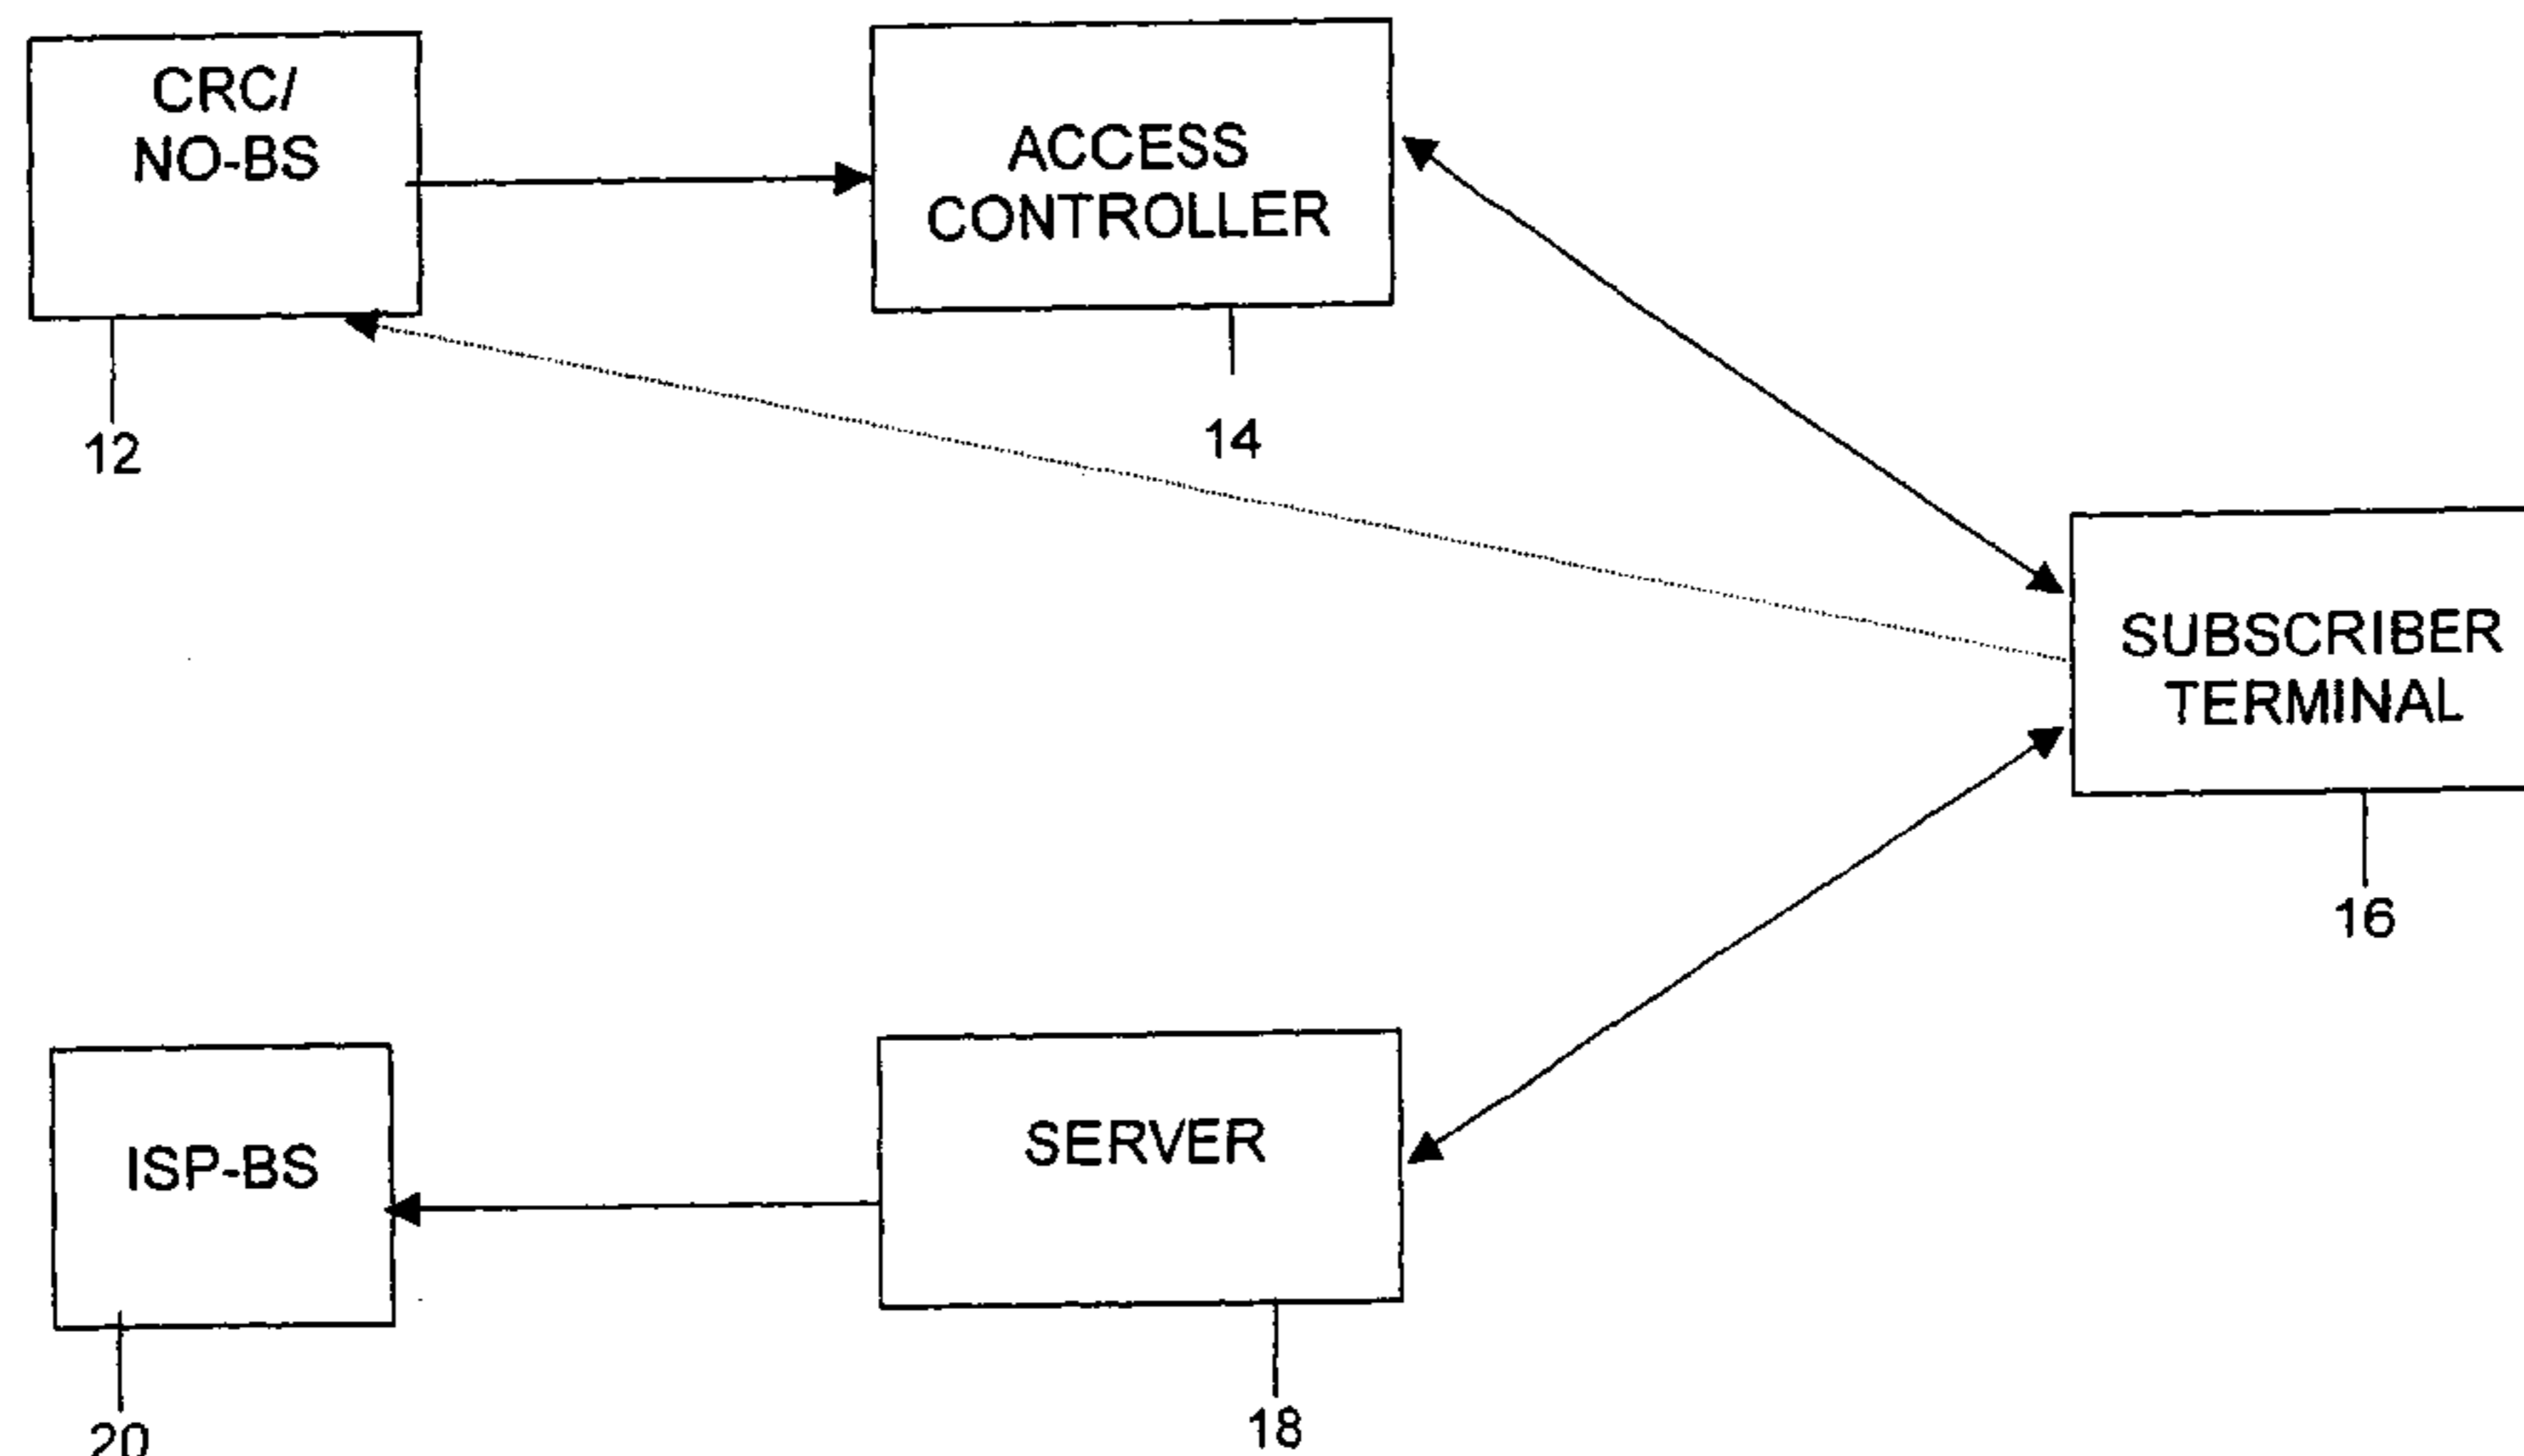 CRC/
NO-BS
12
ACCESS
CONTROLLER
14
SUBSCRIBER
TERMINAL
16
ISP-BS
20
SERVER
18